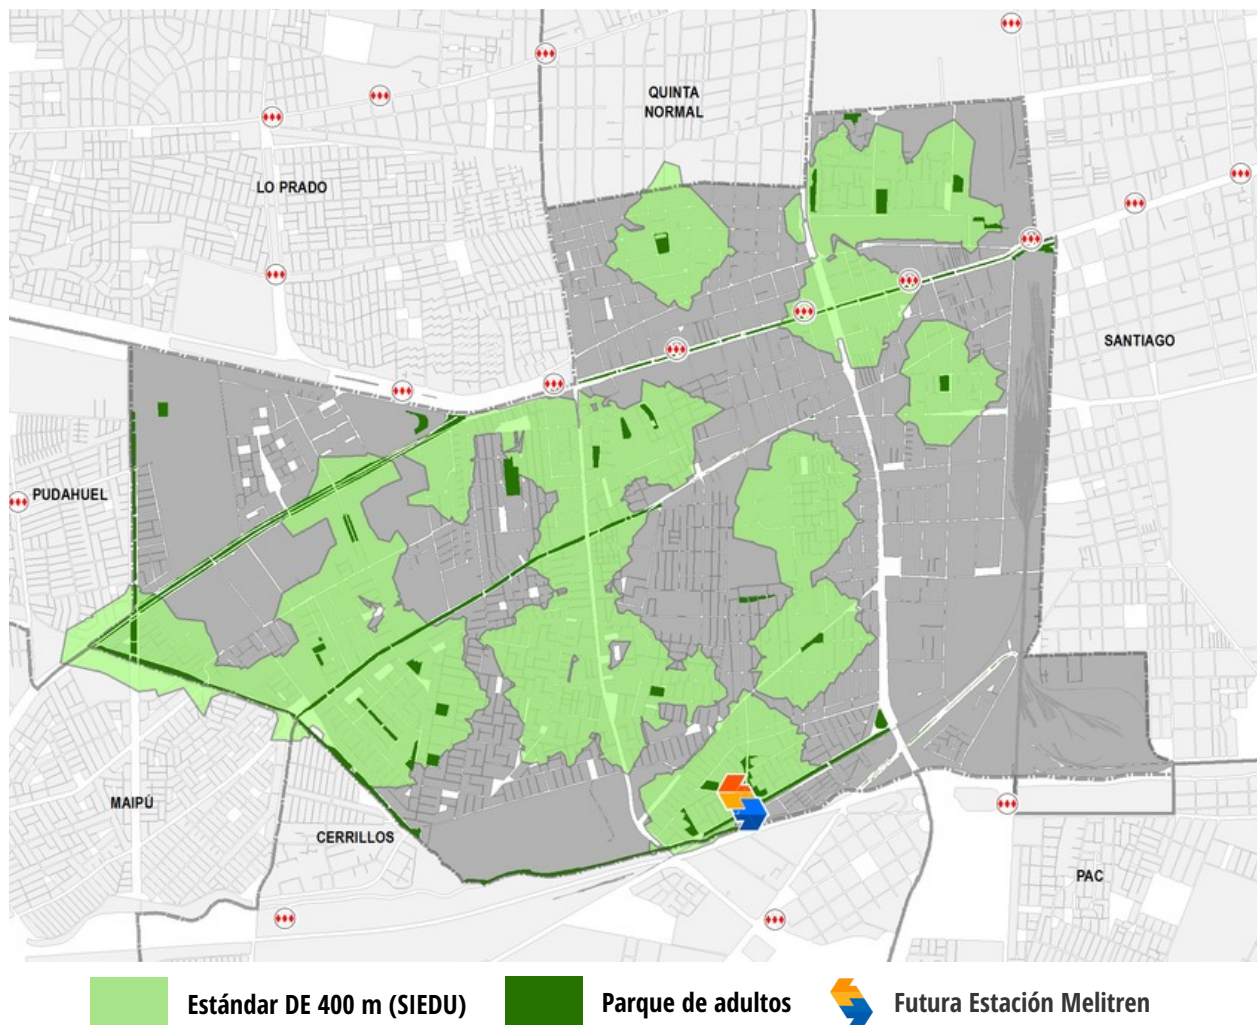 QUINTA
NORMAL
LO PRADO
SANTIAGO
PUDAHUEL
MAIPÚ
CERRILLOS
PAC
Estándar DE 400 m (SIEDU)
Parque de adultos
Futura Estación Melitren